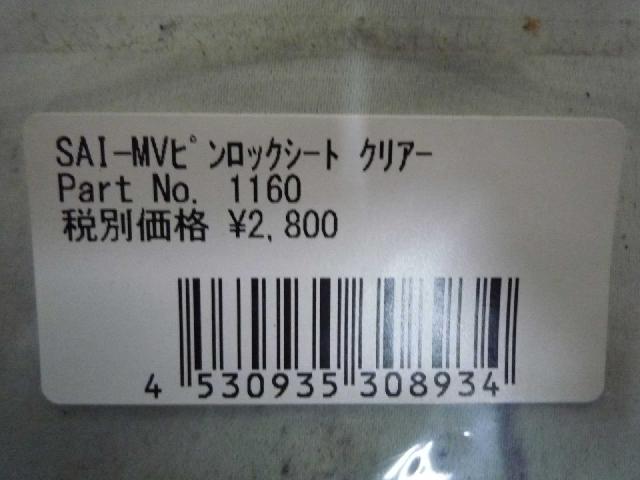 SAI-MVﾋﾟﾝﾛｯｸｼｰﾄ ｸﾘｱｰ
Part No. 1160
税別価格 ¥2,800
4 530935 308934